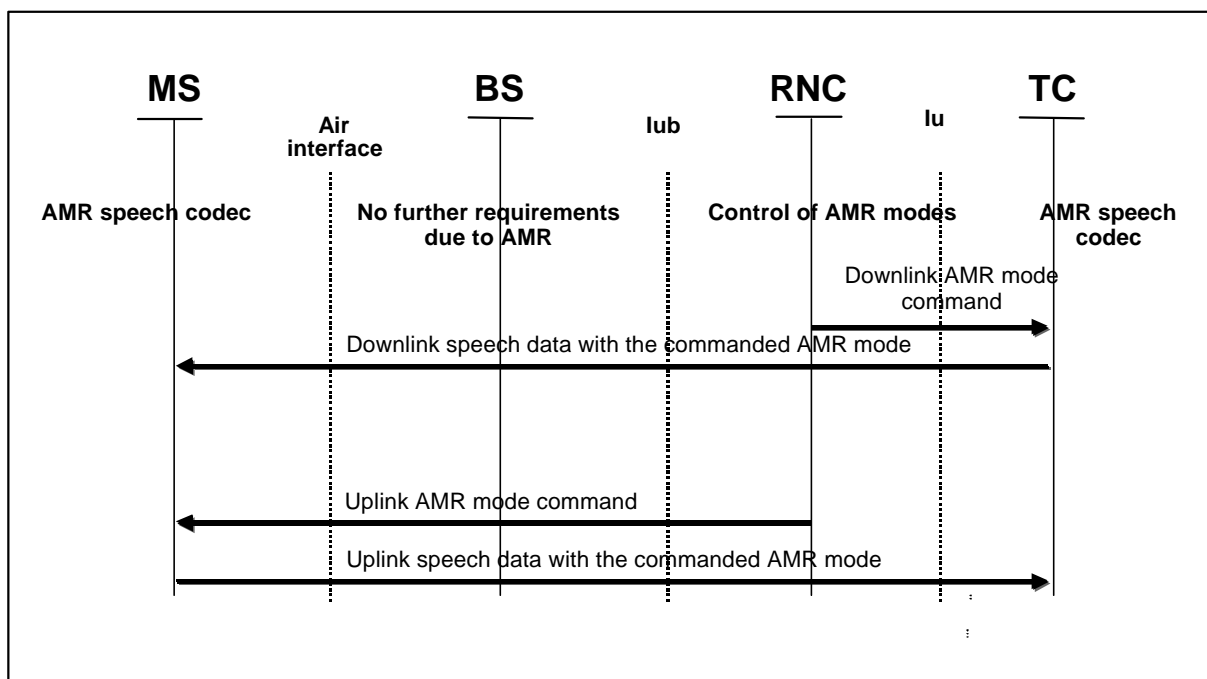 MS
BS
RNC
TC
Air
interface
Iub
Iu
AMR speech codec
No further requirements
due to AMR
Control of AMR modes
AMR speech
codec
Downlink AMR mode
command
Downlink speech data with the commanded AMR mode
Uplink AMR mode command
Uplink speech data with the commanded AMR mode